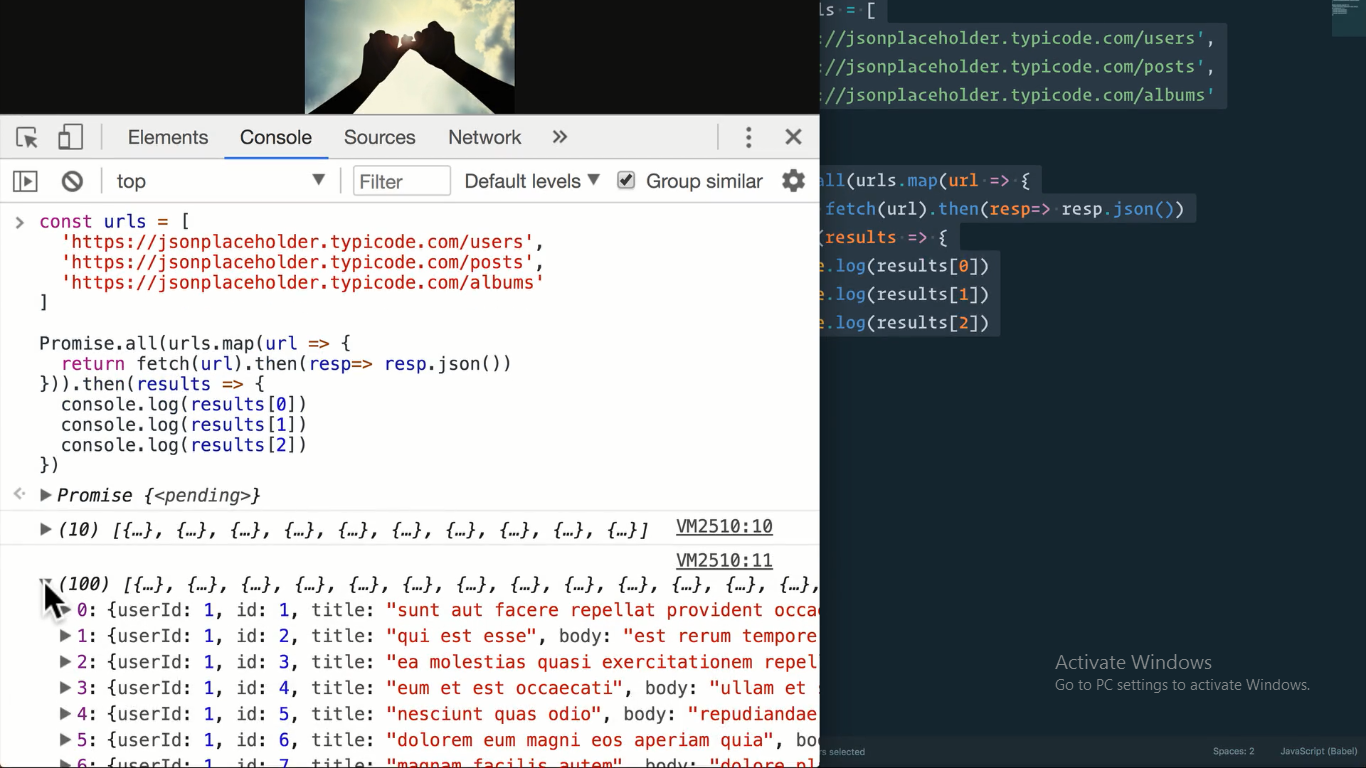 Elements Console Sources Network »
top ▼ Filter Default levels ▼ Group similar
> const urls = [
'https://jsonplaceholder.typicode.com/users',
'https://jsonplaceholder.typicode.com/posts',
'https://jsonplaceholder.typicode.com/albums'
]
Promise.all(urls.map(url => {
return fetch(url).then(resp=> resp.json())
})).then(results => {
console.log(results[0])
console.log(results[1])
console.log(results[2])
})
Promise {<pending>}
(10) [{…}, {…}, {…}, {…}, {…}, {…}, {…}, {…}, {…}, {…}] VM2510:10
VM2510:11
(100) [{…}, {…}, {…}, {…}, {…}, {…}, {…}, {…}, {…}, {…}, {…}, {…}, {…},
0: {userId: 1, id: 1, title: "sunt aut facere repellat provident occae
1: {userId: 1, id: 2, title: "qui est esse", body: "est rerum tempore
2: {userId: 1, id: 3, title: "ea molestias quasi exercitationem repel
3: {userId: 1, id: 4, title: "eum et est occaecati", body: "ullam et
4: {userId: 1, id: 5, title: "nesciunt quas odio", body: "repudiandae
5: {userId: 1, id: 6, title: "dolorem eum magni eos aperiam quia", bo
6: {userId: 1, id: 7, title: "magnam facilis autem", body: "dolore pl
ls = [
://jsonplaceholder.typicode.com/users',
://jsonplaceholder.typicode.com/posts',
://jsonplaceholder.typicode.com/albums'
all(urls.map(url => {
fetch(url).then(resp=> resp.json())
(results => {
e.log(results[0])
e.log(results[1])
e.log(results[2])
Activate Windows
Go to PC settings to activate Windows.
rs selected Spaces: 2 JavaScript (Babel)